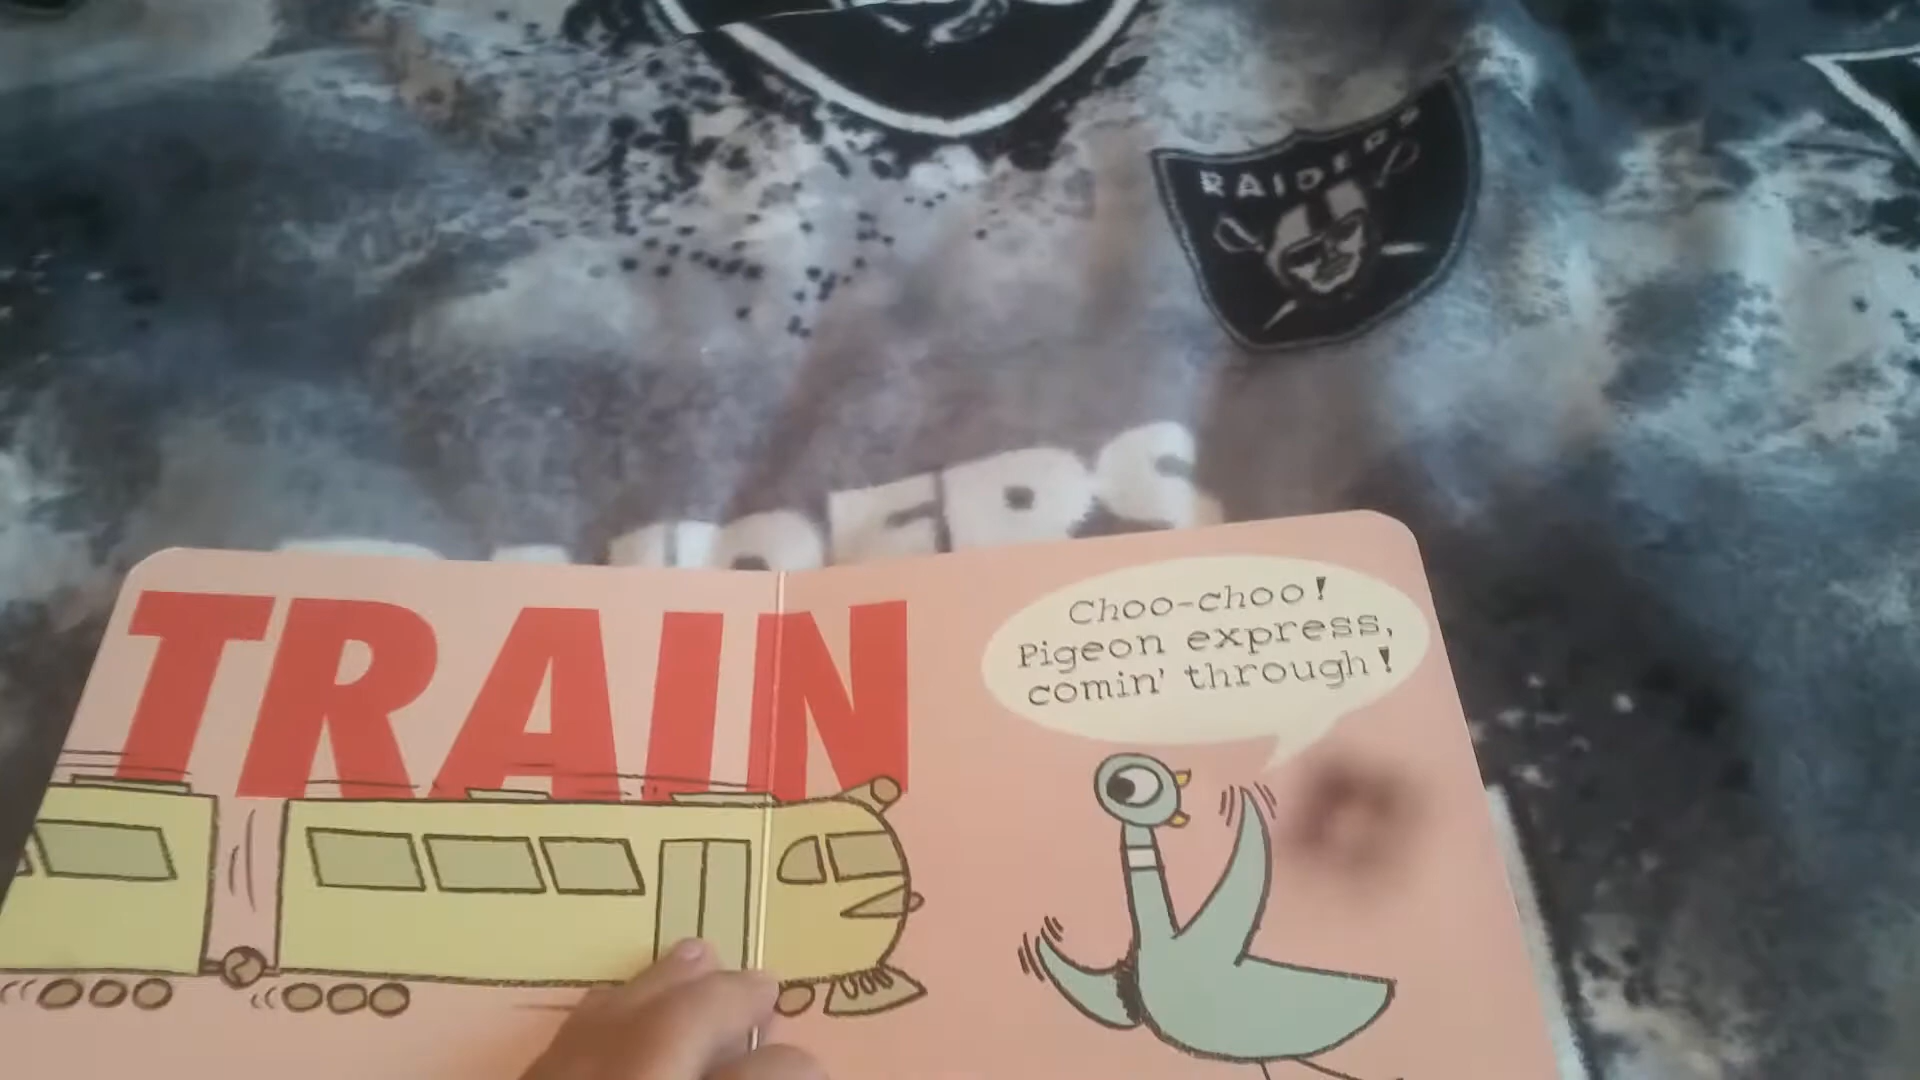 RAIDERS
RAIDERS
TRAIN
Choo-choo!
Pigeon express,
comin' through!